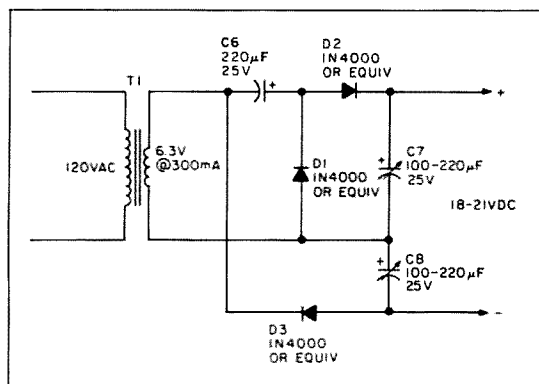 C6
220µF
25V
+
D2
IN4000
OR EQUIV
T1
+
120VAC
6.3V
@300mA
D1
IN4000
OR EQUIV
+
C7
100-220µF
25V
18-21VDC
+
C8
100-220µF
25V
-
D3
IN4000
OR EQUIV